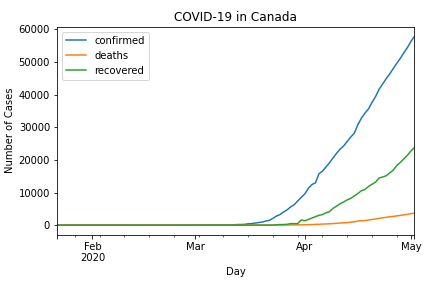 COVID-19 in Canada
confirmed
deaths
recovered
Number of Cases
60000
50000
40000
30000
20000
10000
0
Feb
2020
Mar
Apr
May
Day